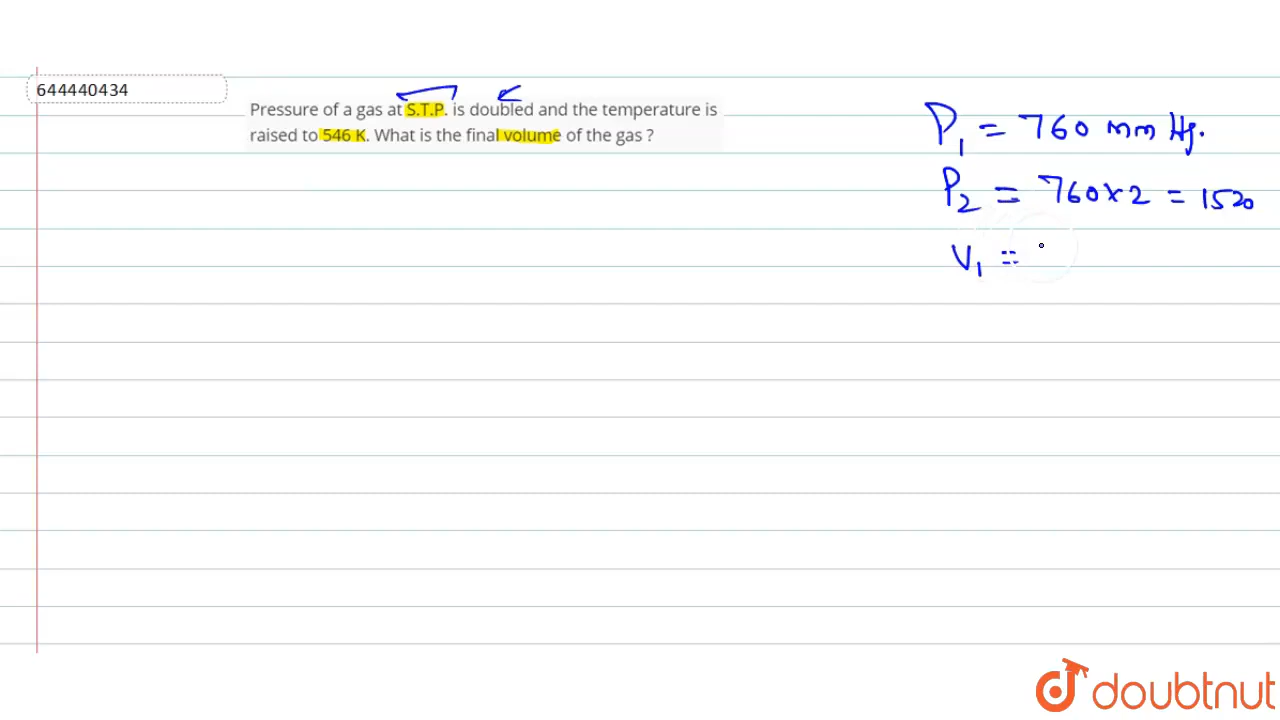 644440434
Pressure of a gas at S.T.P. is doubled and the temperature is
raised to 546 K. What is the final volume of the gas ?
P₁ = 760 mm Hg.
P₂ = 760 × 2 = 1520
V₁ =
doubtnut